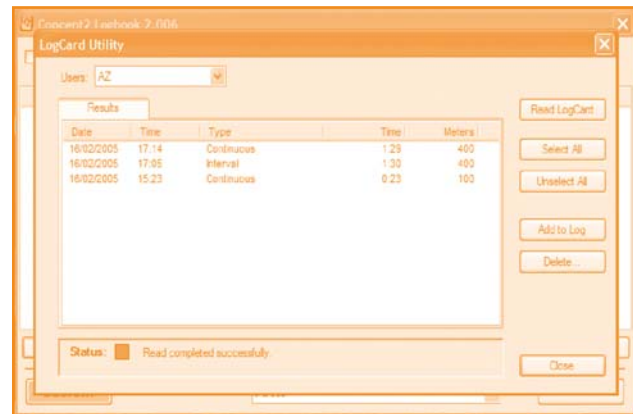 Concept2 Logbook 2.006
LogCard Utility
Users: AZ
Results
Read LogCard
Date Time Type Time Meters
16/02/2005 17:14 Continuous 1:29 400
Select All
16/02/2005 17:05 Interval 1:30 400
16/02/2005 15:23 Continuous 0:23 100
Unselect All
Add to Log
Delete...
Status: Read completed successfully.
Close